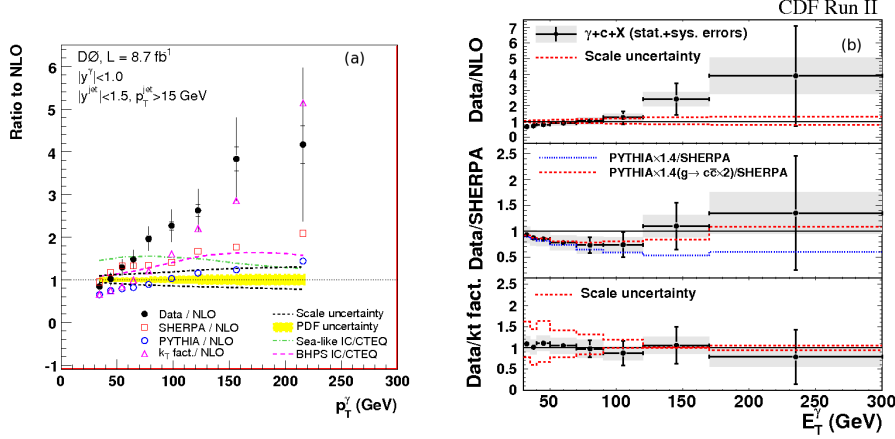 CDF Run II
DØ, L = 8.7 fb¹
(a)
|y^γ|<1.0
|y^jet|<1.5, p_T^jet>15 GeV
Ratio to NLO
6
5
4
3
2
1
0
-1
Data / NLO
SHERPA / NLO
PYTHIA / NLO
k_T fact./ NLO
Scale uncertainty
PDF uncertainty
Sea-like IC/CTEQ
BHPS IC/CTEQ
0 50 100 150 200 250 300
p_T^γ (GeV)
γ+c+X (stat.+sys. errors)
(b)
Scale uncertainty
Data/NLO
7
6
5
4
3
2
1
0
PYTHIA×1.4/SHERPA
PYTHIA×1.4(g→ cc̅×2)/SHERPA
Data/SHERPA
2.5
2
1.5
1
0.5
Scale uncertainty
Data/kt fact.
2.5
2
1.5
1
0.5
0
50 100 150 200 250 300
E_T^γ (GeV)